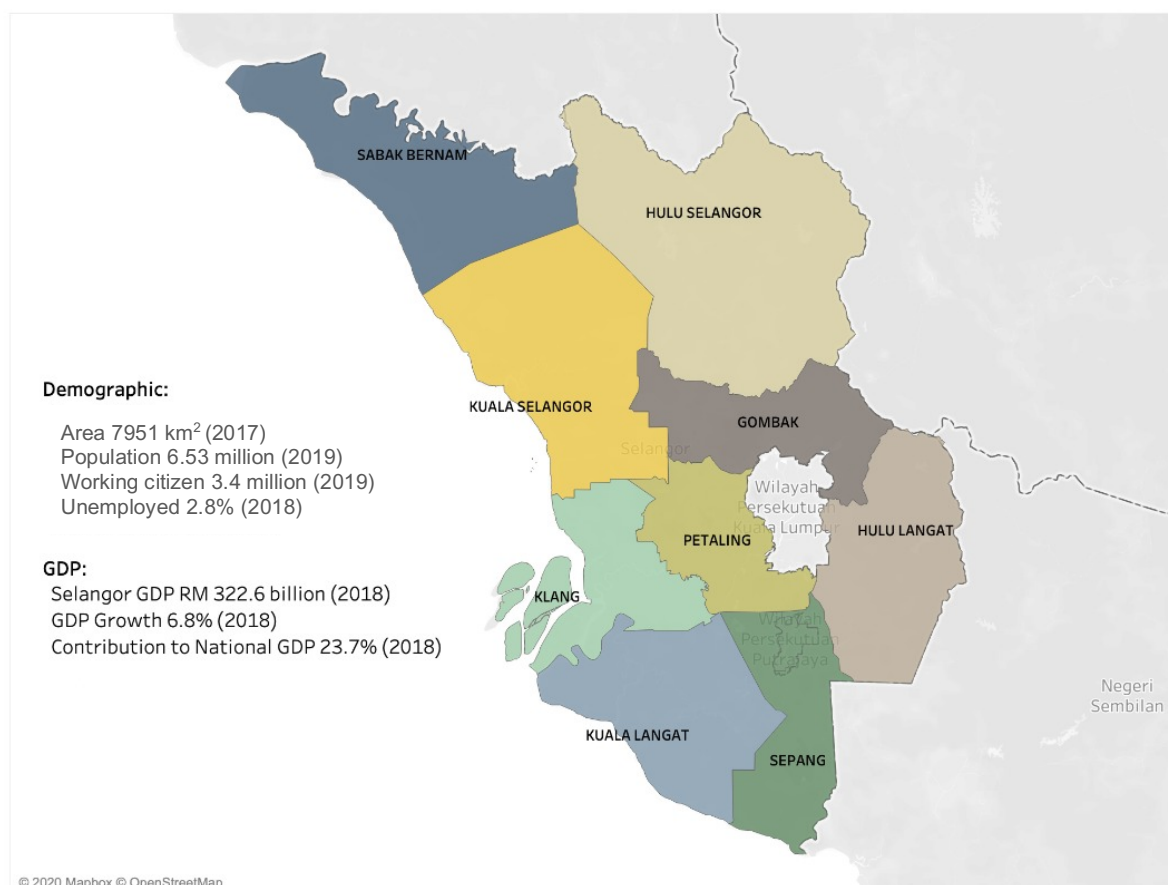 SABAK BERNAM
HULU SELANGOR
Demographic:
Area 7951 km² (2017)
Population 6.53 million (2019)
Working citizen 3.4 million (2019)
Unemployed 2.8% (2018)
GDP:
Selangor GDP RM 322.6 billion (2018)
GDP Growth 6.8% (2018)
Contribution to National GDP 23.7% (2018)
KUALA SELANGOR
GOMBAK
Selangor
Wilayah
Persekutuan
Kuala Lumpur
HULU LANGAT
PETALING
KLANG
Wilayah
Persekutuan
Putrajaya
Negeri
Sembilan
KUALA LANGAT
SEPANG
© 2020 Mapbox © OpenStreetMap